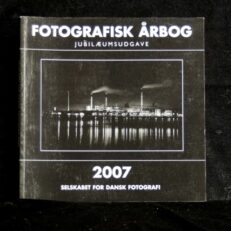 FOTOGRAFISK ÅRBOG
JUBILÆUMSUDGAVE
2007
SELSKABET FOR DANSK FOTOGRAFI